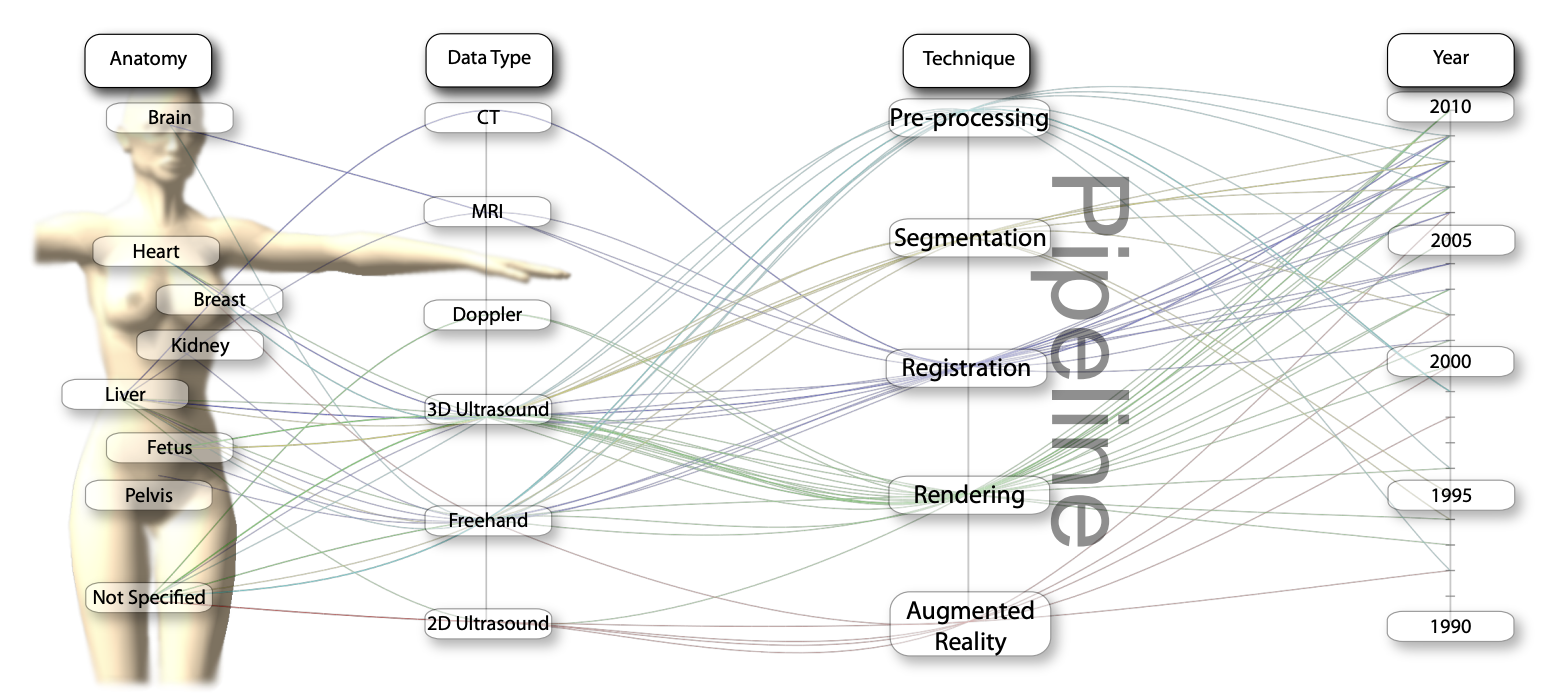 Anatomy
Data Type
Technique
Year
Brain
Heart
Breast
Kidney
Liver
Fetus
Pelvis
Not Specified
CT
MRI
Doppler
3D Ultrasound
Freehand
2D Ultrasound
Pre-processing
Segmentation
Registration
Rendering
Augmented
Reality
Pipeline
2010
2005
2000
1995
1990